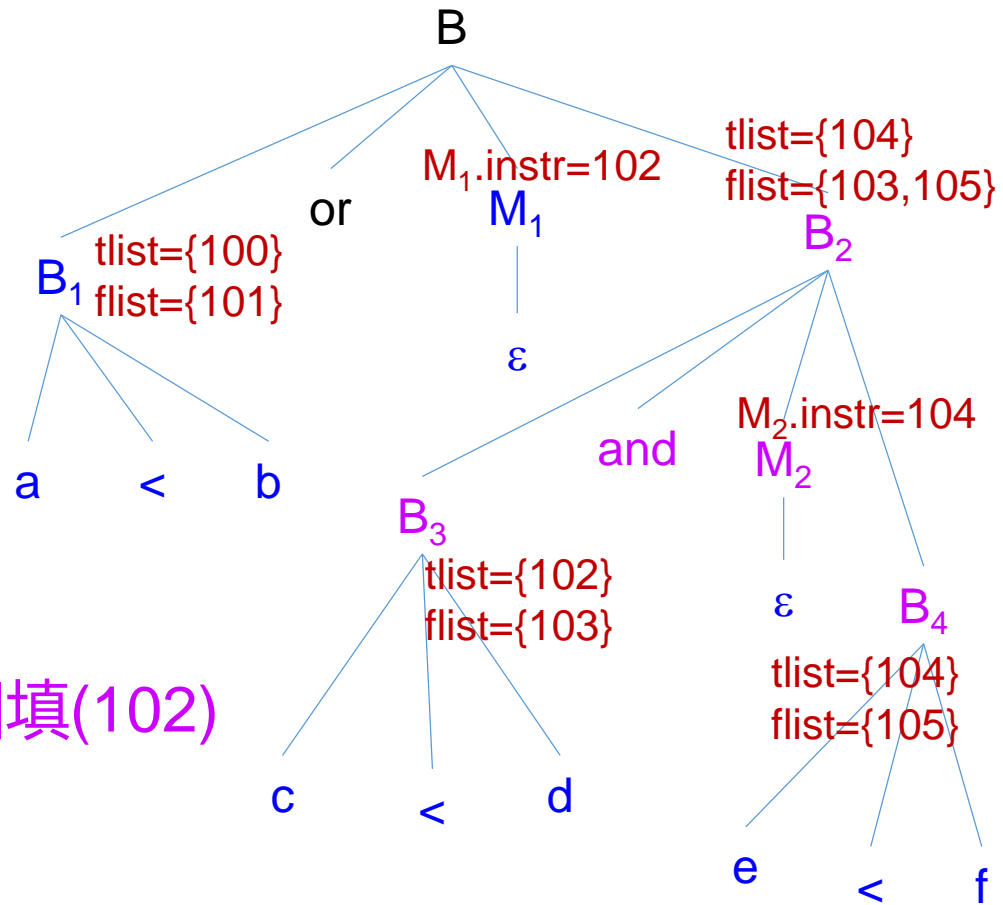 B
tlist={104}
flist={103,105}
M₁.instr=102
or
M₁
B₂
B₁
tlist={100}
flist={101}
ε
M₂.instr=104
and
M₂
a < b
B₃
tlist={102}
flist={103}
ε
B₄
tlist={104}
flist={105}
填(102)
c < d
e < f